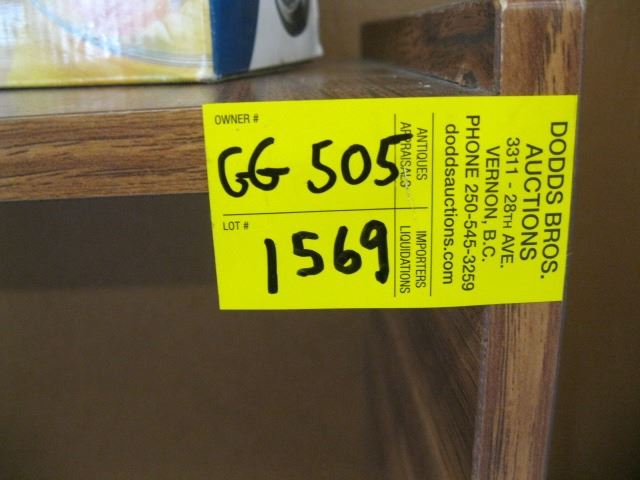 OWNER #
GG 505
LOT #
1569
ANTIQUES
APPRAISALS
IMPORTERS
LIQUIDATIONS
DODDS BROS.
AUCTIONS
3311 - 28TH AVE.
VERNON, B.C.
PHONE 250-545-3259
doddsauctions.com